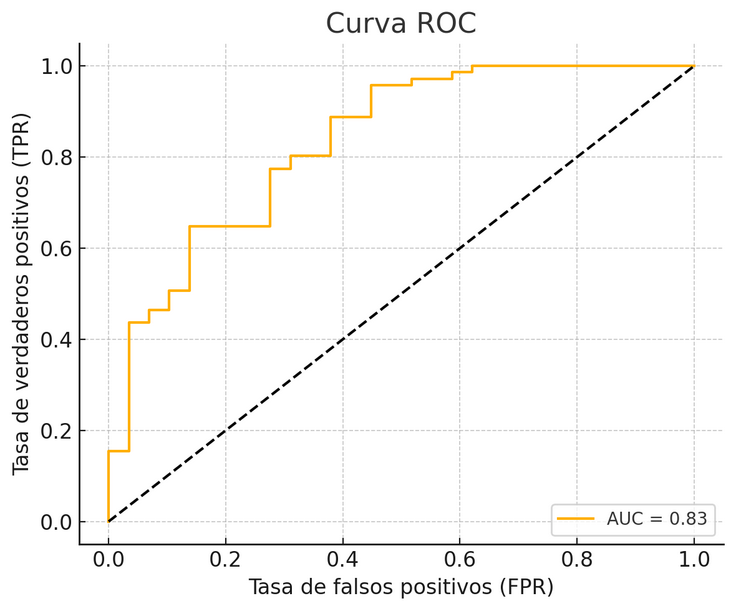 Curva ROC
Tasa de verdaderos positivos (TPR)
1.0
0.8
0.6
0.4
0.2
0.0
AUC = 0.83
0.0 0.2 0.4 0.6 0.8 1.0
Tasa de falsos positivos (FPR)